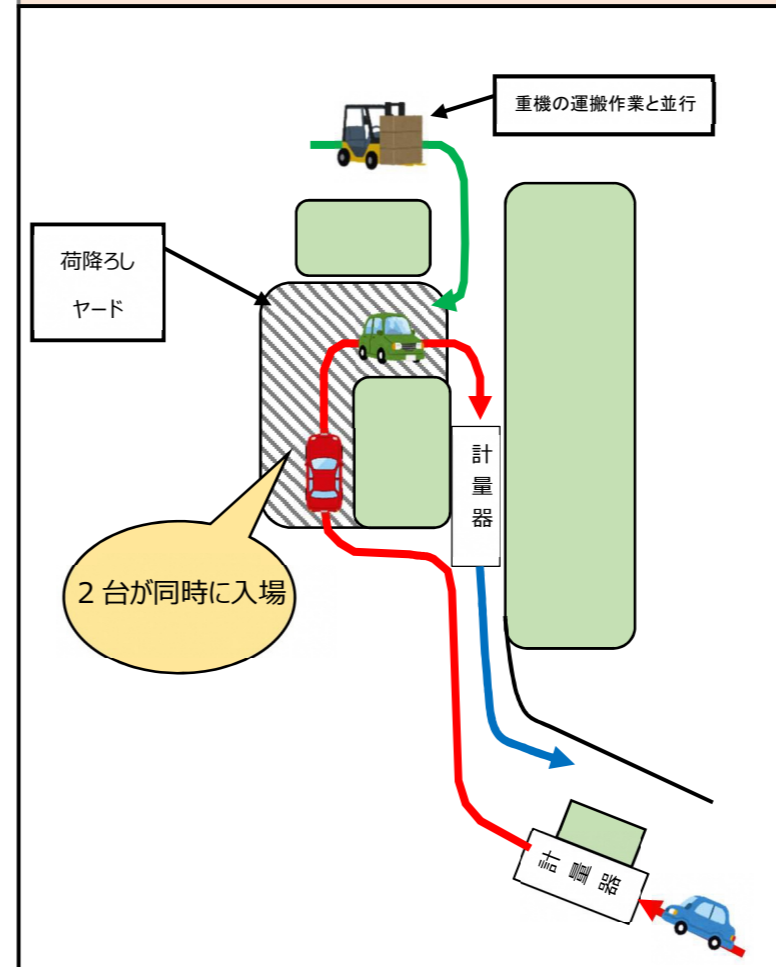 重機の運搬作業と並行
荷降ろし
ヤード
計量器
2 台が同時に入場
計量器